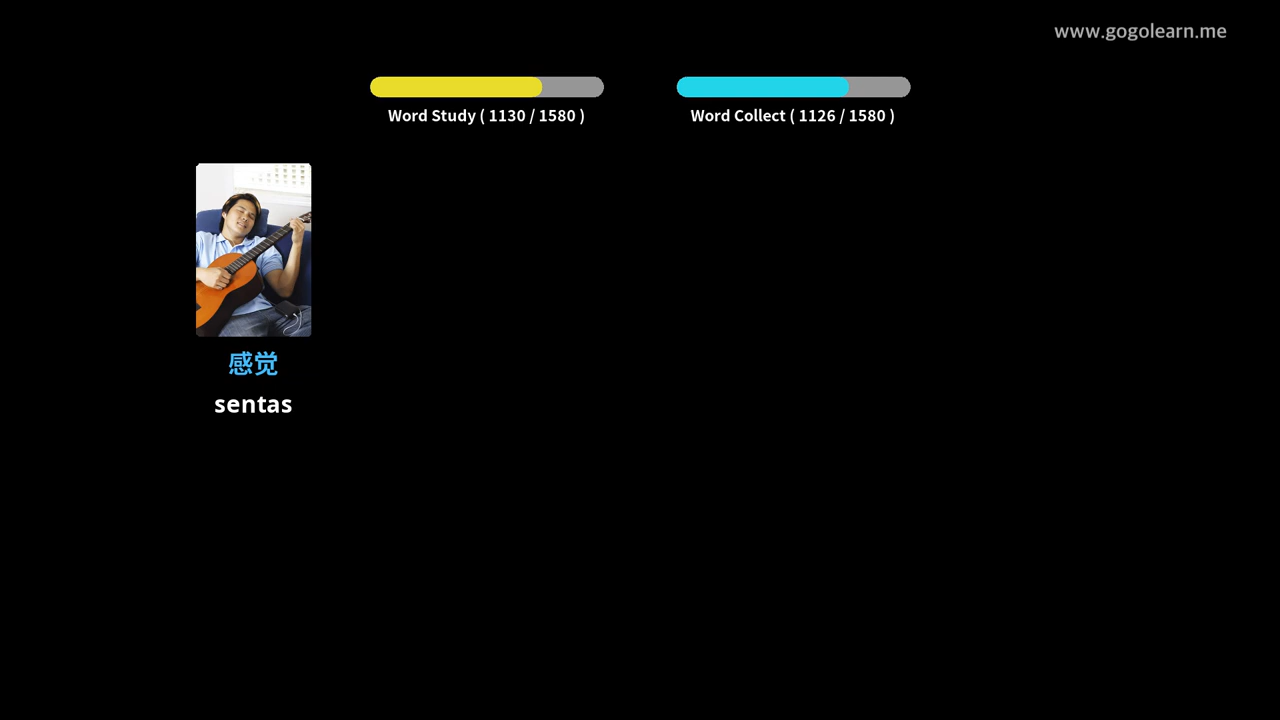 www.gogolearn.me
Word Study ( 1130 / 1580 )
Word Collect ( 1126 / 1580 )
感觉
sentas